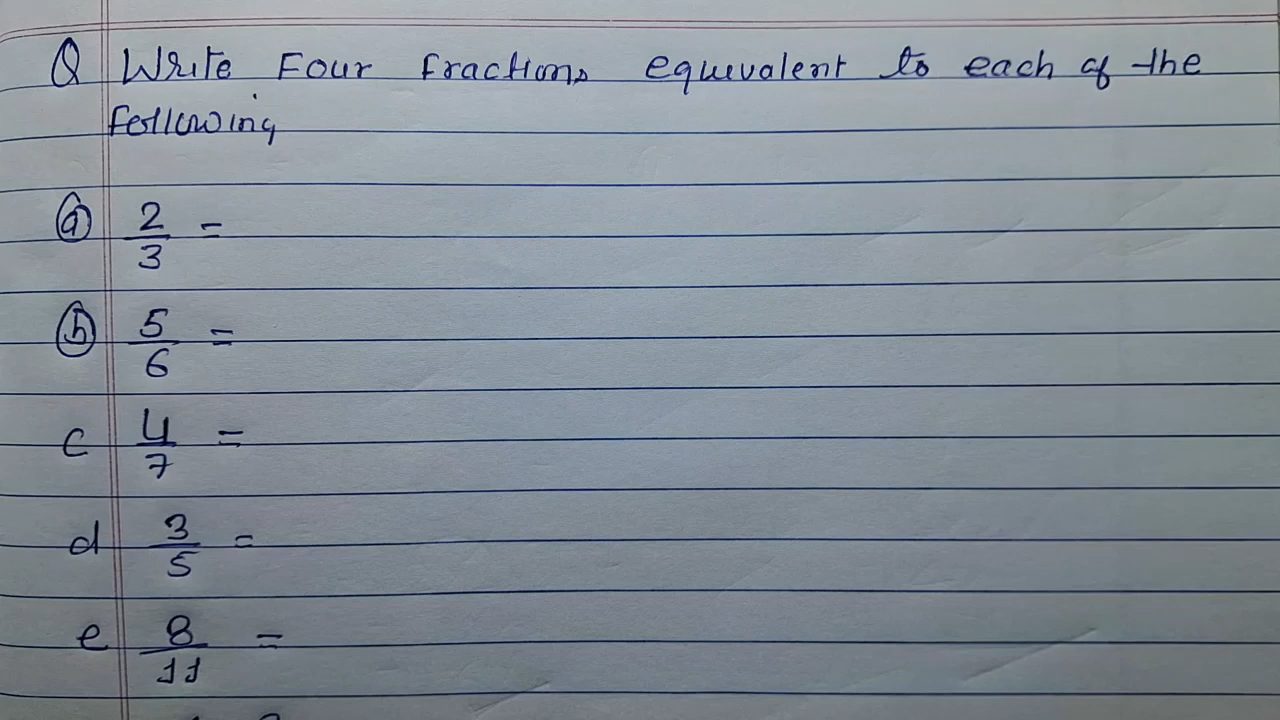 Q Write Four fractions equivalent to each of the
following
(a) 2/3 =
(b) 5/6 =
c 4/7 =
d 3/5 =
e 8/11 =